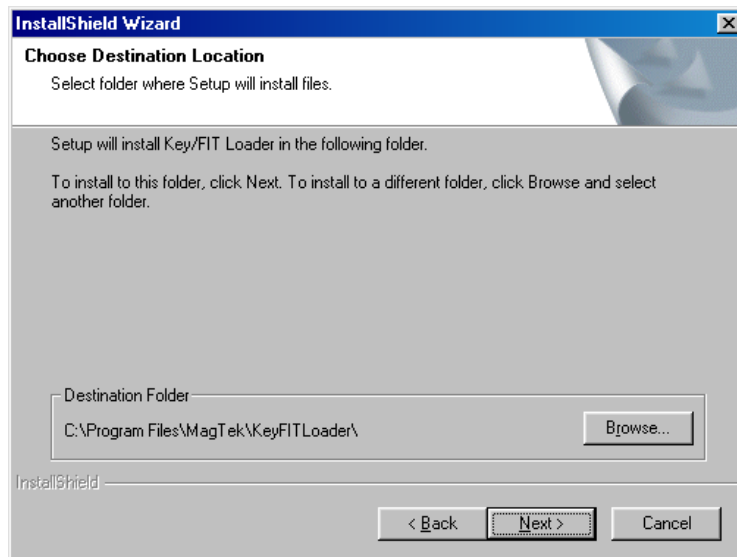 InstallShield Wizard
Choose Destination Location
Select folder where Setup will install files.
Setup will install Key/FIT Loader in the following folder.
To install to this folder, click Next. To install to a different folder, click Browse and select
another folder.
Destination Folder
C:\Program Files\MagTek\KeyFITLoader\
Browse...
InstallShield
< Back
Next >
Cancel